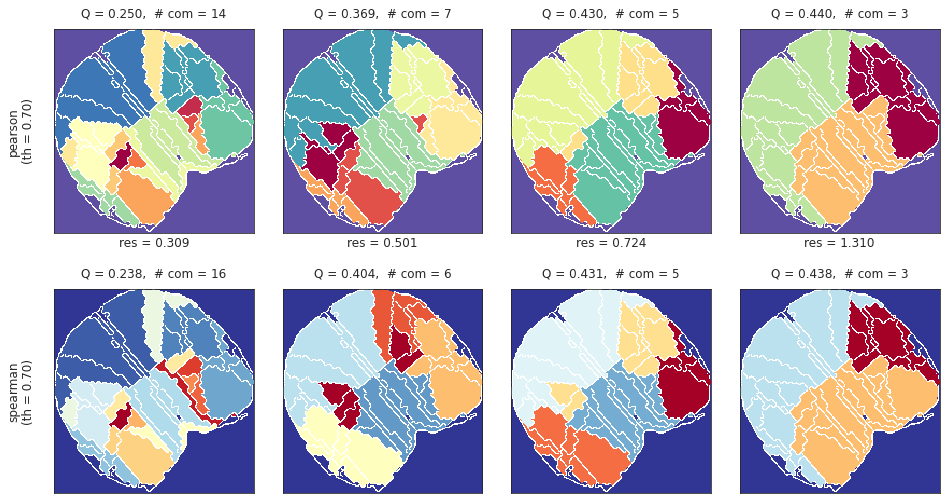 Q = 0.250,  # com = 14
Q = 0.369,  # com = 7
Q = 0.430,  # com = 5
Q = 0.440,  # com = 3
pearson
(th = 0.70)
res = 0.309
res = 0.501
res = 0.724
res = 1.310
Q = 0.238,  # com = 16
Q = 0.404,  # com = 6
Q = 0.431,  # com = 5
Q = 0.438,  # com = 3
spearman
(th = 0.70)